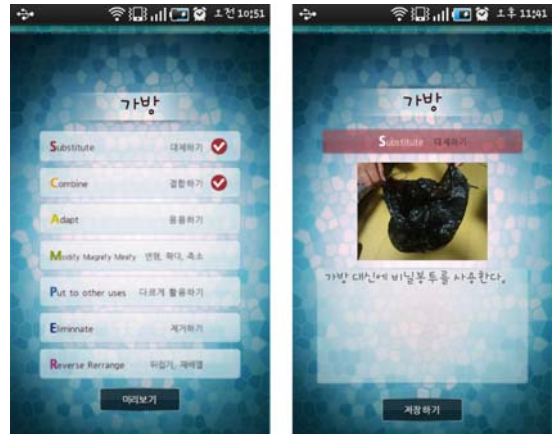 오전 10:51
가방
Substitute 대체하기
Combine 결합하기
Adapt 응용하기
Modify Magnify Minify 변형, 확대, 축소
Put to other uses 다르게 활용하기
Eliminnate 제거하기
Reverse Rerrange 뒤집기, 재배열
미리보기
오후 11:41
가방
Substitute 대체하기
가방 대신에 비닐봉투를 사용한다.
저장하기